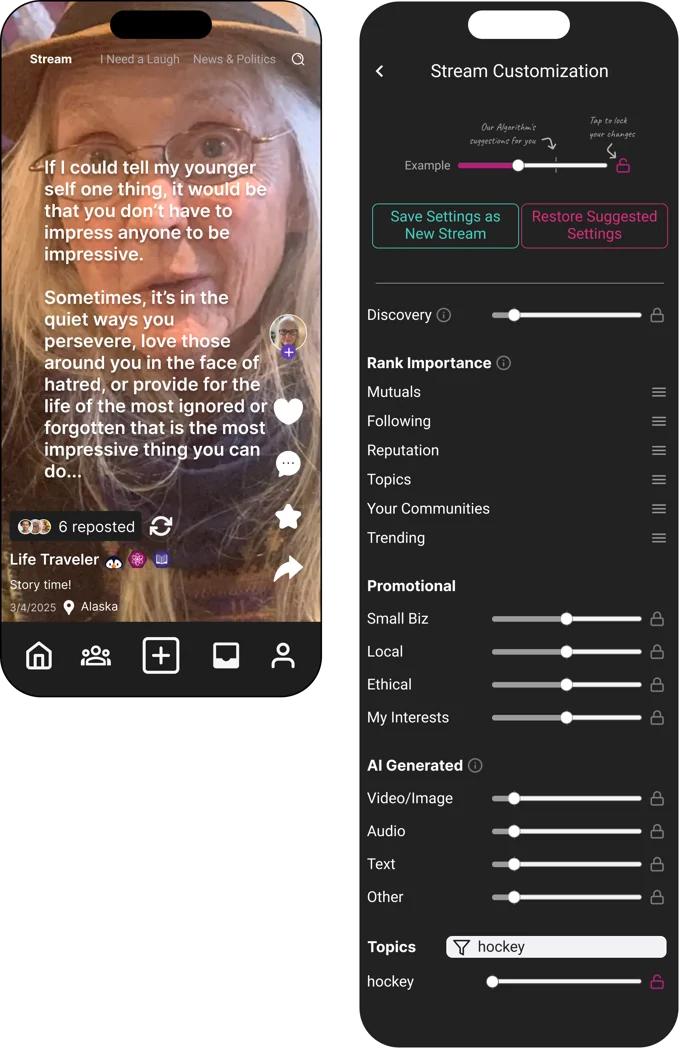 Stream I Need a Laugh News & Politics
If I could tell my younger
self one thing, it would be
that you don't have to
impress anyone to be
impressive.
Sometimes, it's in the
quiet ways you
persevere, love those
around you in the face of
hatred, or provide for the
life of the most ignored or
forgotten that is the most
impressive thing you can
do...
6 reposted
Life Traveler
Story time!
3/4/2025 Alaska
Stream Customization
Our Algorithm's
suggestions for you
Tap to lock
your changes
Example
Save Settings as
New Stream
Restore Suggested
Settings
Discovery
Rank Importance
Mutuals
Following
Reputation
Topics
Your Communities
Trending
Promotional
Small Biz
Local
Ethical
My Interests
AI Generated
Video/Image
Audio
Text
Other
Topics hockey
hockey